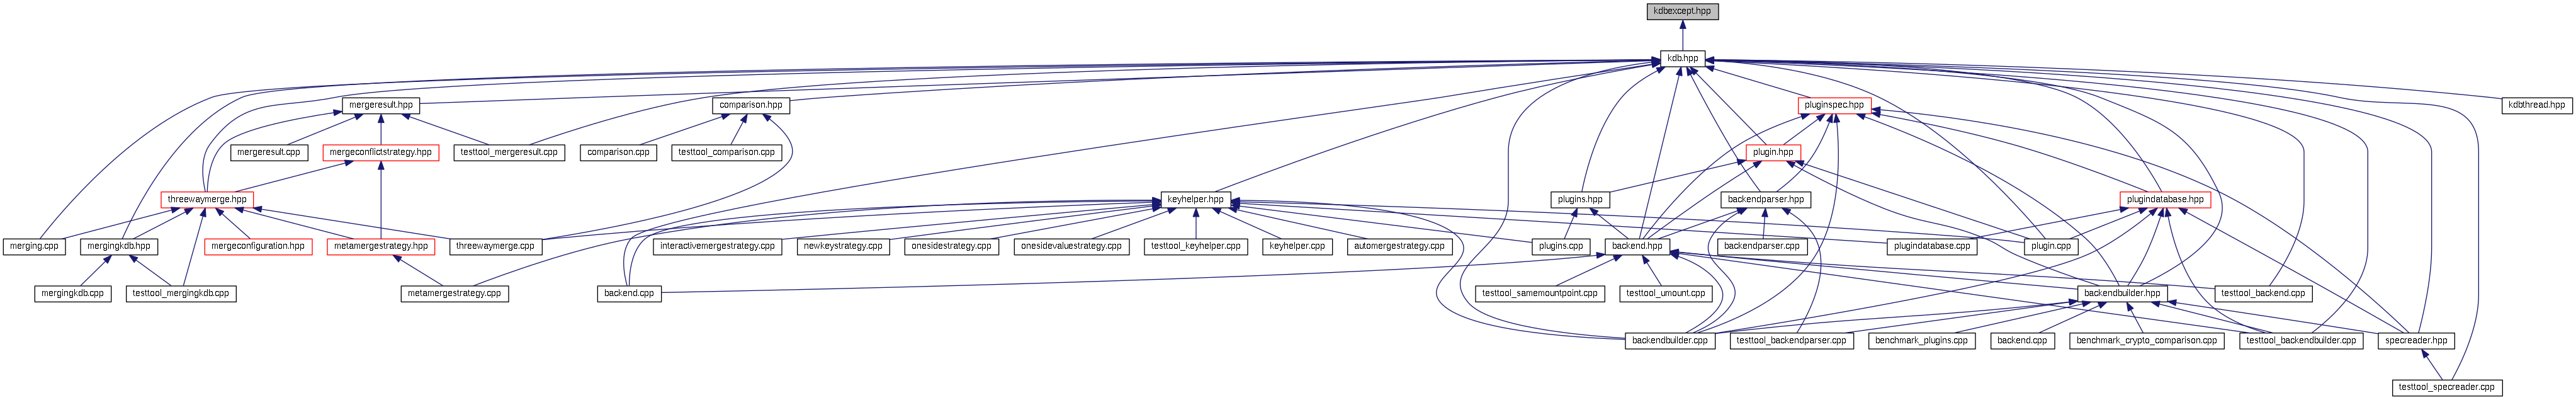 kdbexcept.hpp
kdb.hpp
mergeresult.hpp
comparison.hpp
pluginspec.hpp
kdbthread.hpp
mergeresult.cpp
mergeconflictstrategy.hpp
testtool_mergeresult.cpp
comparison.cpp
testtool_comparison.cpp
plugin.hpp
threewaymerge.hpp
keyhelper.hpp
plugins.hpp
backendparser.hpp
plugindatabase.hpp
merging.cpp
mergingkdb.hpp
mergeconfiguration.hpp
metamergestrategy.hpp
threewaymerge.cpp
interactivemergestrategy.cpp
newkeystrategy.cpp
onesidestrategy.cpp
onesidevaluestrategy.cpp
testtool_keyhelper.cpp
keyhelper.cpp
automergestrategy.cpp
plugins.cpp
backend.hpp
backendparser.cpp
plugindatabase.cpp
plugin.cpp
mergingkdb.cpp
testtool_mergingkdb.cpp
metamergestrategy.cpp
backend.cpp
testtool_samemountpoint.cpp
testtool_umount.cpp
backendbuilder.hpp
testtool_backend.cpp
backendbuilder.cpp
testtool_backendparser.cpp
benchmark_plugins.cpp
backend.cpp
benchmark_crypto_comparison.cpp
testtool_backendbuilder.cpp
specreader.hpp
testtool_specreader.cpp